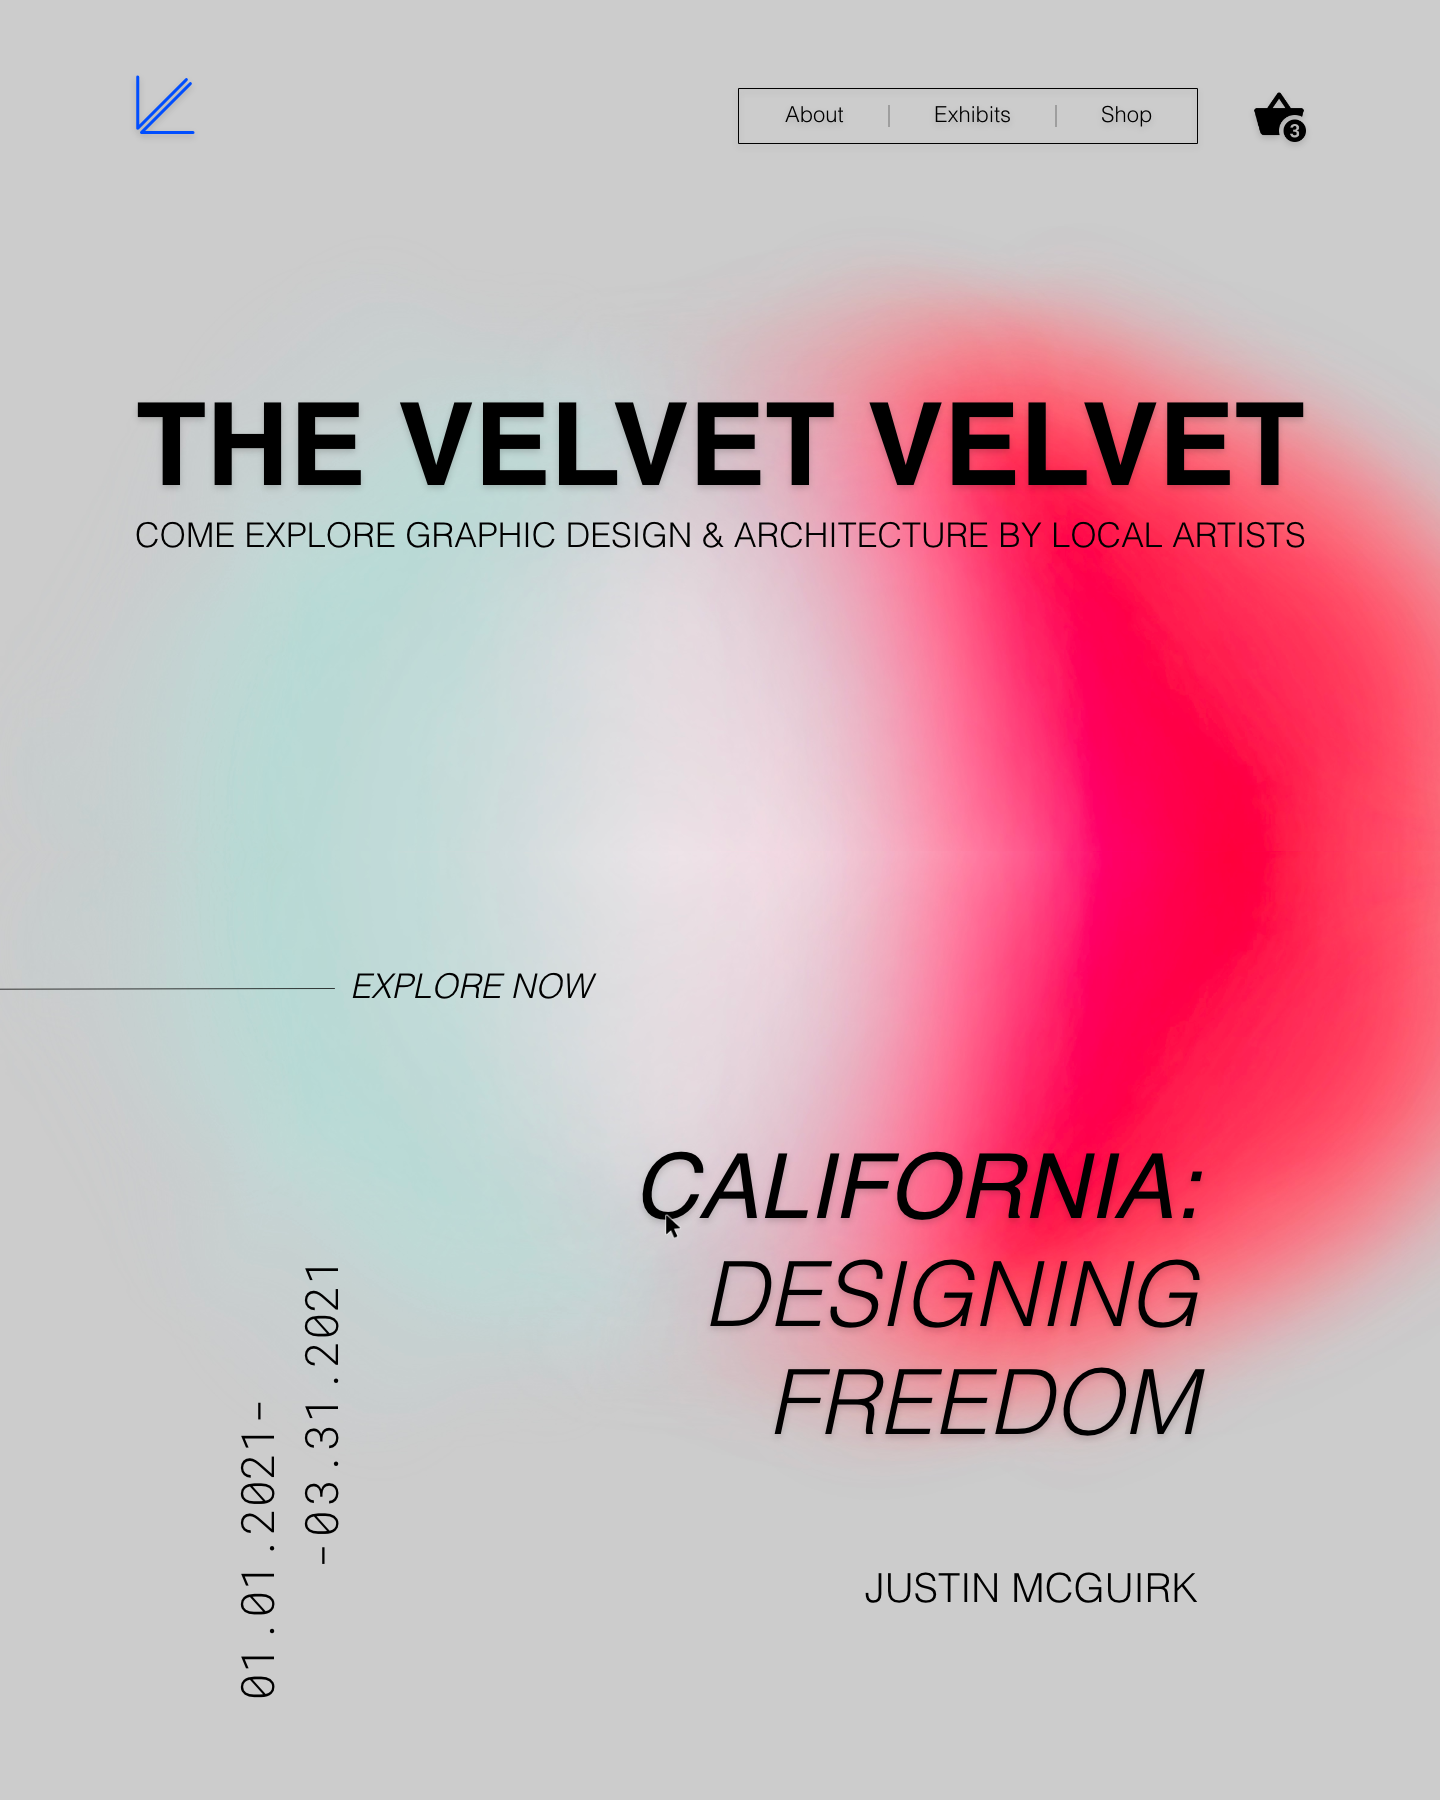 About | Exhibits | Shop
3
THE VELVET VELVET
COME EXPLORE GRAPHIC DESIGN & ARCHITECTURE BY LOCAL ARTISTS
EXPLORE NOW
CALIFORNIA:
DESIGNING
FREEDOM
01.01.2021-
-03.31.2021
JUSTIN MCGUIRK